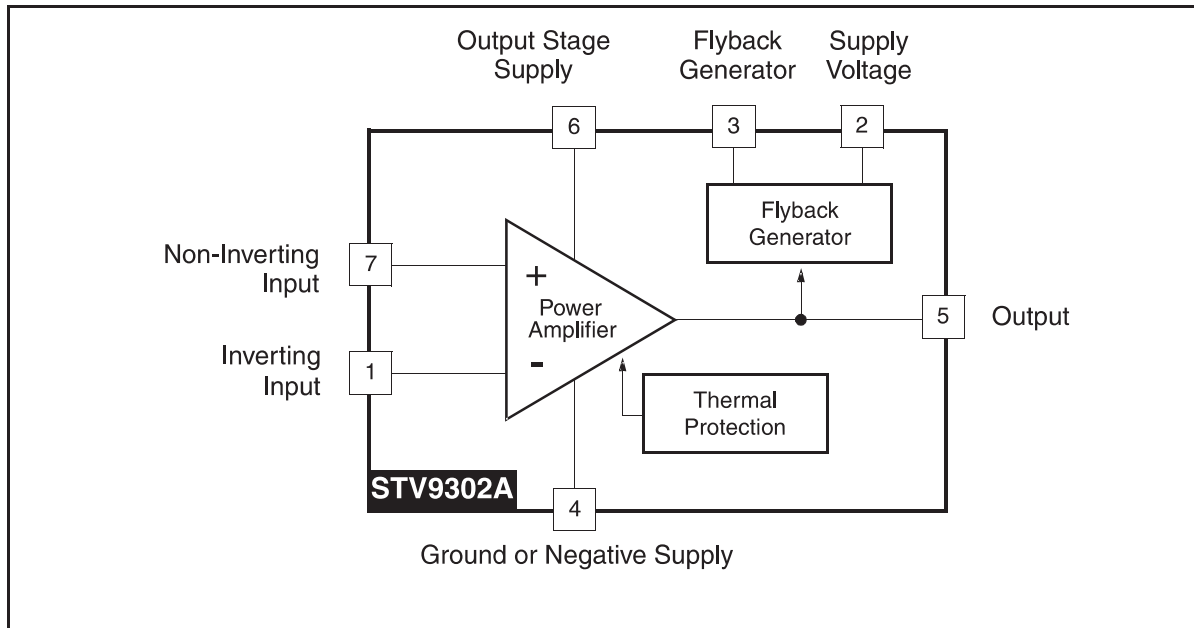 Output Stage
Supply
Flyback
Generator
Supply
Voltage
6
3
2
Flyback
Generator
Non-Inverting
Input
7
+
Power
Amplifier
5
Output
Inverting
Input
1
-
Thermal
Protection
STV9302A
4
Ground or Negative Supply